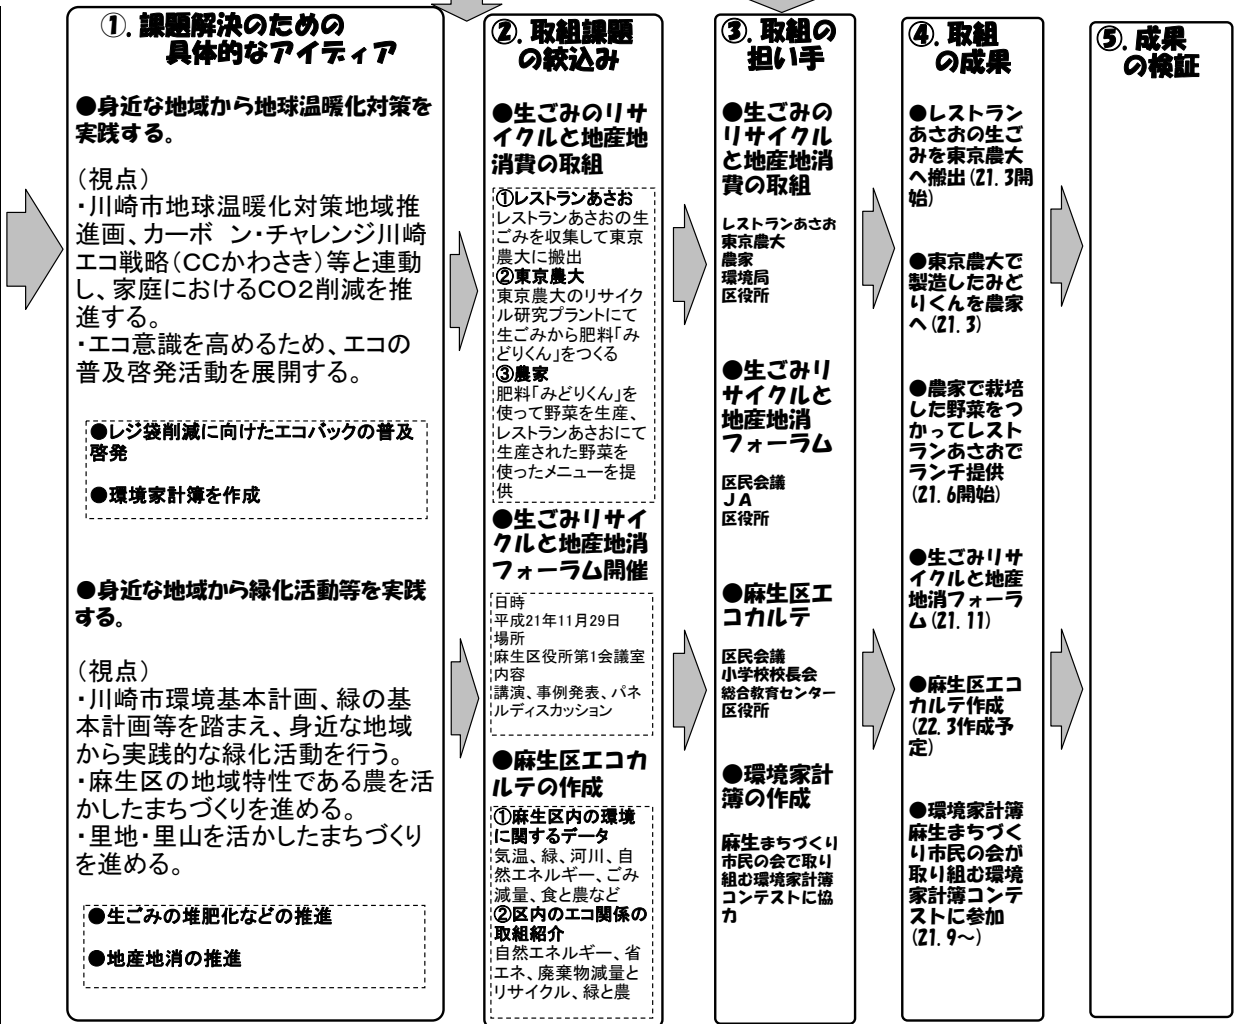 ①. 課題解決のための
具体的なアイディア
●身近な地域から地球温暖化対策を
実践する。
（視点）
・川崎市地球温暖化対策地域推
進画、カーボ ン・チャレンジ川崎
エコ戦略（CCかわさき）等と連動
し、家庭におけるCO2削減を推
進する。
・エコ意識を高めるため、エコの
普及啓発活動を展開する。
●レジ袋削減に向けたエコバックの普及
啓発
●環境家計簿を作成
●身近な地域から緑化活動等を実践
する。
（視点）
・川崎市環境基本計画、緑の基
本計画等を踏まえ、身近な地域
から実践的な緑化活動を行う。
・麻生区の地域特性である農を活
かしたまちづくりを進める。
・里地・里山を活かしたまちづくり
を進める。
●生ごみの堆肥化などの推進
●地産地消の推進
②. 取組課題
の絞込み
●生ごみのリサ
イクルと地産地
消費の取組
①レストランあさお
レストランあさおの生
ごみを収集して東京
農大に搬出
②東京農大
東京農大のリサイク
ル研究プラントにて
生ごみから肥料「み
どりくん」をつくる
③農家
肥料「みどりくん」を
使って野菜を生産、
レストランあさおにて
生産された野菜を
使ったメニューを提
供
●生ごみリサイ
クルと地産地消
フォーラム開催
日時
平成21年11月29日
場所
麻生区役所第1会議室
内容
講演、事例発表、パネ
ルディスカッション
●麻生区エコカ
ルテの作成
①麻生区内の環境
に関するデータ
気温、緑、河川、自
然エネルギー、ごみ
減量、食と農など
②区内のエコ関係の
取組紹介
自然エネルギー、省
エネ、廃棄物減量と
リサイクル、緑と農
③. 取組の
担い手
●生ごみの
リサイクル
と地産地消
費の取組
レストランあさお
東京農大
農家
環境局
区役所
●生ごみリ
サイクルと
地産地消
フォーラム
区民会議
JA
区役所
●麻生区エ
コカルテ
区民会議
小学校校長会
総合教育センター
区役所
●環境家計
簿の作成
麻生まちづくり
市民の会で取り
組む環境家計簿
コンテストに協
力
④. 取組
の成果
●レストラン
あさおの生ご
みを東京農大
へ搬出(21. 3開
始)
●東京農大で
製造したみど
りくんを農家
へ(21. 3)
●農家で栽培
した野菜をつ
かってレスト
ランあさおで
ランチ提供
(21. 6開始)
●生ごみリサ
イクルと地産
地消フォーラ
ム(21. 11)
●麻生区エコ
カルテ作成
(22. 3作成予
定)
●環境家計簿
麻生まちづく
り市民の会が
取り組む環境
家計簿コンテ
ストに参加
(21. 9～)
⑤. 成果
の検証